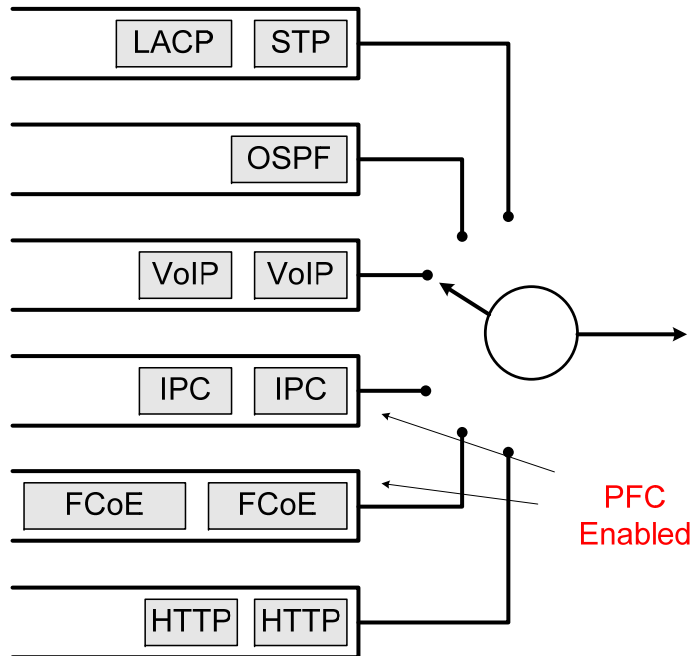 LACP STP
OSPF
VoIP VoIP
IPC IPC
FCoE FCoE
PFC
Enabled
HTTP HTTP